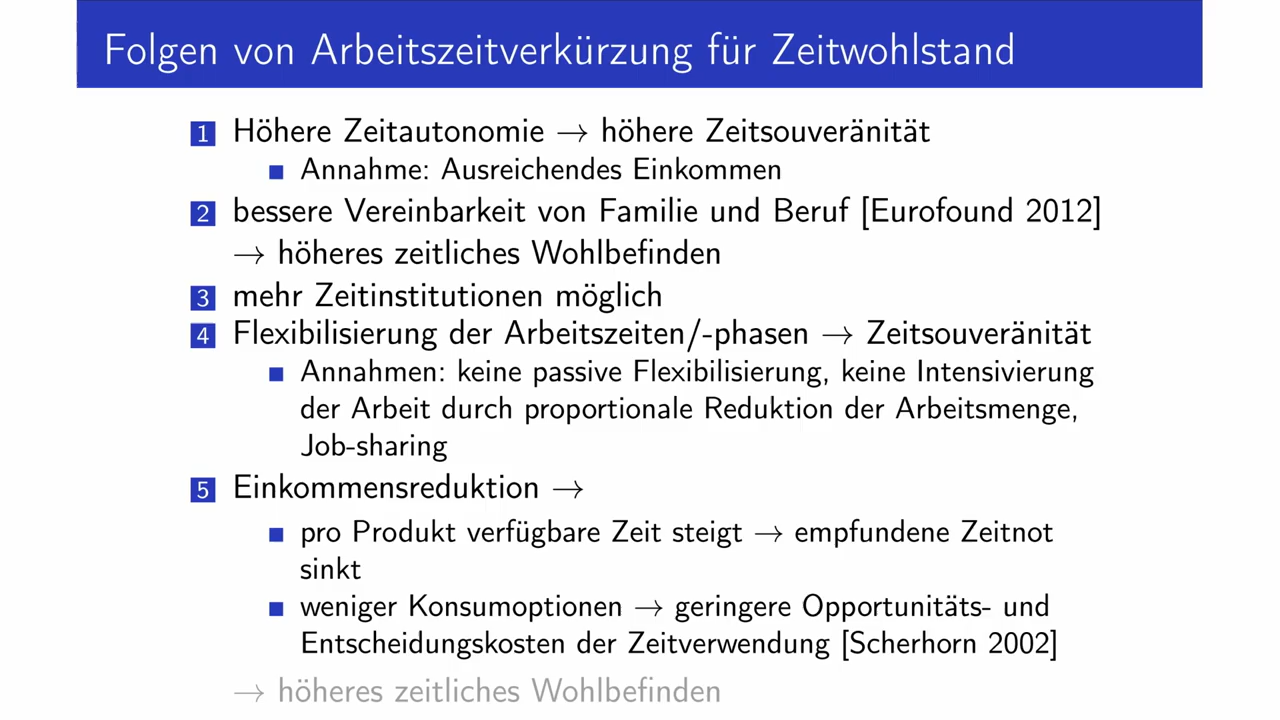 Folgen von Arbeitszeitverkürzung für Zeitwohlstand
1 Höhere Zeitautonomie → höhere Zeitsouveränität
Annahme: Ausreichendes Einkommen
2 bessere Vereinbarkeit von Familie und Beruf [Eurofound 2012]
→ höheres zeitliches Wohlbefinden
3 mehr Zeitinstitutionen möglich
4 Flexibilisierung der Arbeitszeiten/-phasen → Zeitsouveränität
Annahmen: keine passive Flexibilisierung, keine Intensivierung
der Arbeit durch proportionale Reduktion der Arbeitsmenge,
Job-sharing
5 Einkommensreduktion →
pro Produkt verfügbare Zeit steigt → empfundene Zeitnot
sinkt
weniger Konsumoptionen → geringere Opportunitäts- und
Entscheidungskosten der Zeitverwendung [Scherhorn 2002]
→ höheres zeitliches Wohlbefinden